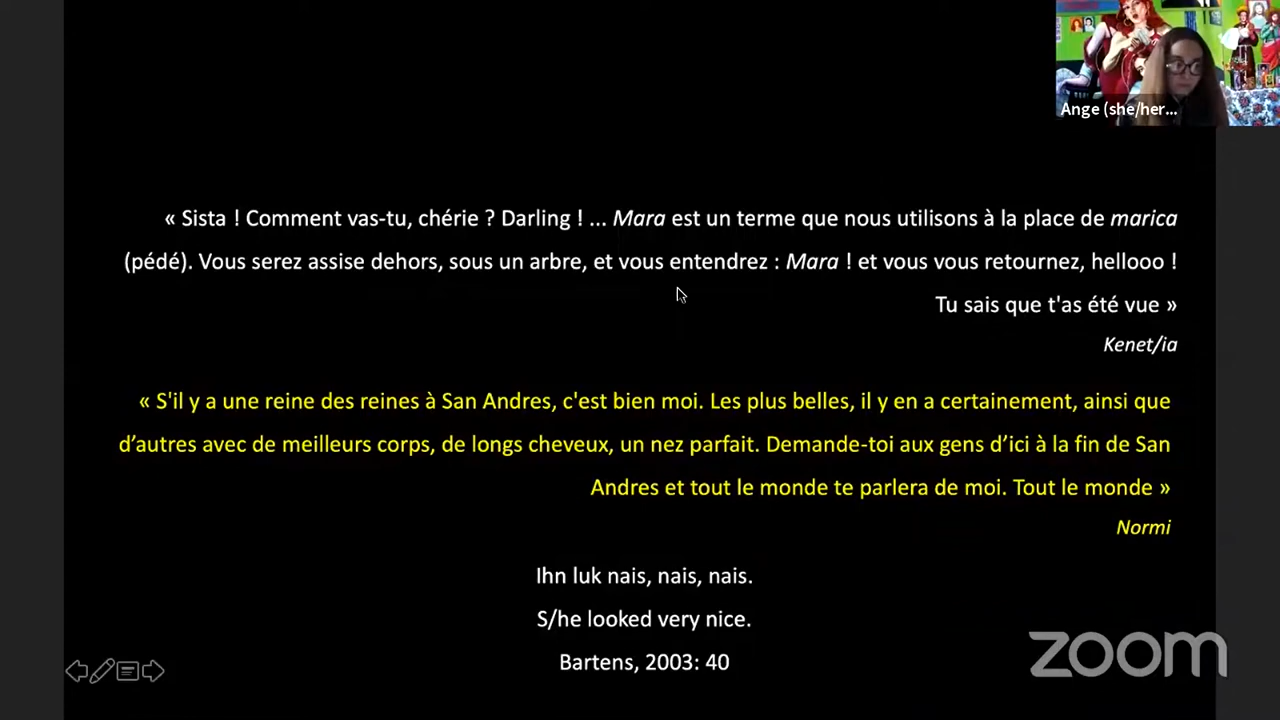 Ange (she/her...
« Sista ! Comment vas-tu, chérie ? Darling ! ... Mara est un terme que nous utilisons à la place de marica
(pédé). Vous serez assise dehors, sous un arbre, et vous entendrez : Mara ! et vous vous retournez, hellooo !
Tu sais que t'as été vue »
Kenet/ia
« S'il y a une reine des reines à San Andres, c'est bien moi. Les plus belles, il y en a certainement, ainsi que
d’autres avec de meilleurs corps, de longs cheveux, un nez parfait. Demande-toi aux gens d’ici à la fin de San
Andres et tout le monde te parlera de moi. Tout le monde »
Normi
Ihn luk nais, nais, nais.
S/he looked very nice.
Bartens, 2003: 40
zoom